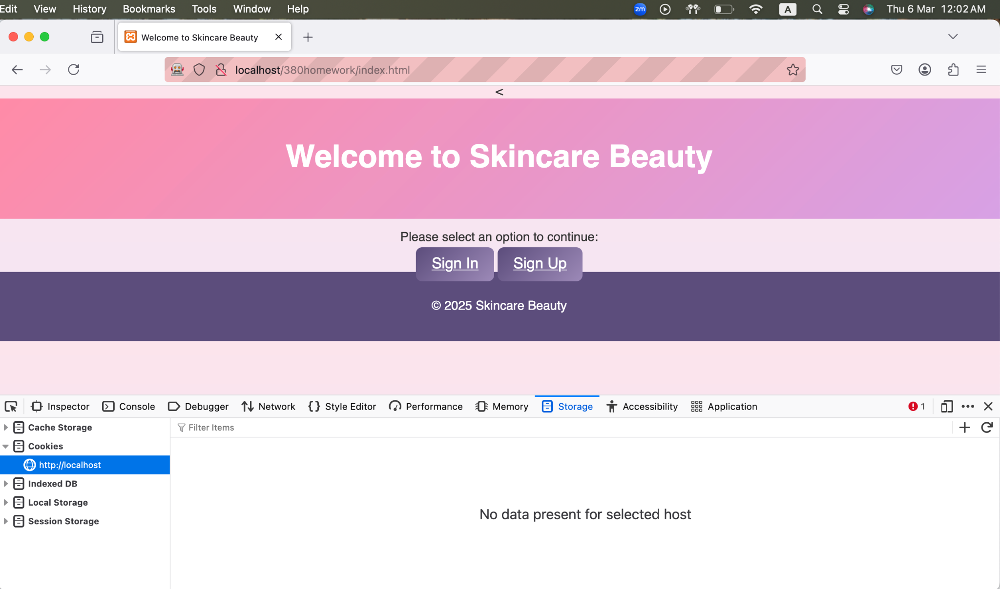 Edit View History Bookmarks Tools Window Help zm A Thu 6 Mar 12:02 AM
Welcome to Skincare Beauty
localhost/380homework/index.html
<
Welcome to Skincare Beauty
Please select an option to continue:
Sign In Sign Up
© 2025 Skincare Beauty
Inspector Console Debugger Network Style Editor Performance Memory Storage Accessibility Application 1
Cache Storage Filter Items
Cookies
http://localhost
Indexed DB
Local Storage
No data present for selected host
Session Storage